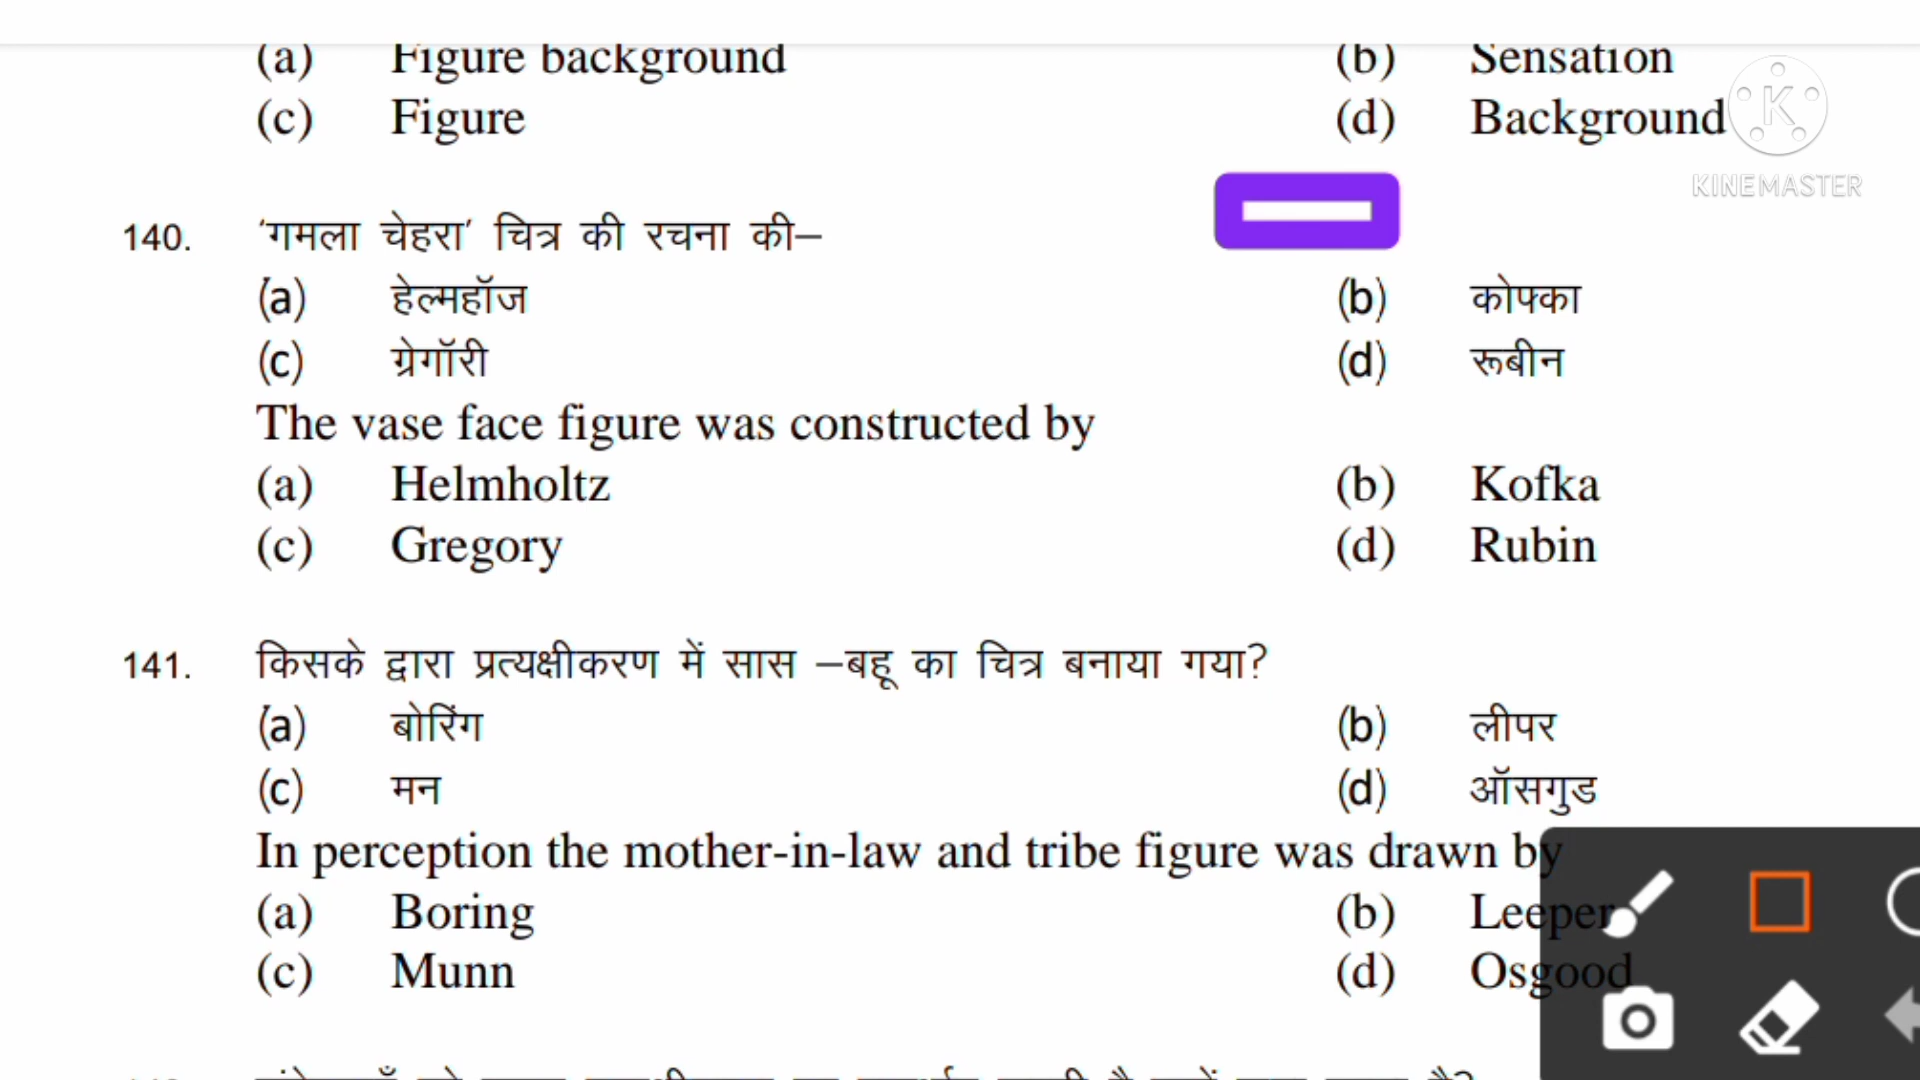 (a) Figure background (b) Sensation
(c) Figure (d) Background
KINEMASTER
140. ‘गमला चेहरा’ चित्र की रचना की–
(a) हेल्महॉज (b) कोफ्का
(c) ग्रेगॉरी (d) रूबीन
The vase face figure was constructed by
(a) Helmholtz (b) Kofka
(c) Gregory (d) Rubin
141. किसके द्वारा प्रत्यक्षीकरण में सास –बहू का चित्र बनाया गया?
(a) बोरिंग (b) लीपर
(c) मन (d) ऑसगुड
In perception the mother-in-law and tribe figure was drawn by
(a) Boring (b) Leeper
(c) Munn (d) Osgood